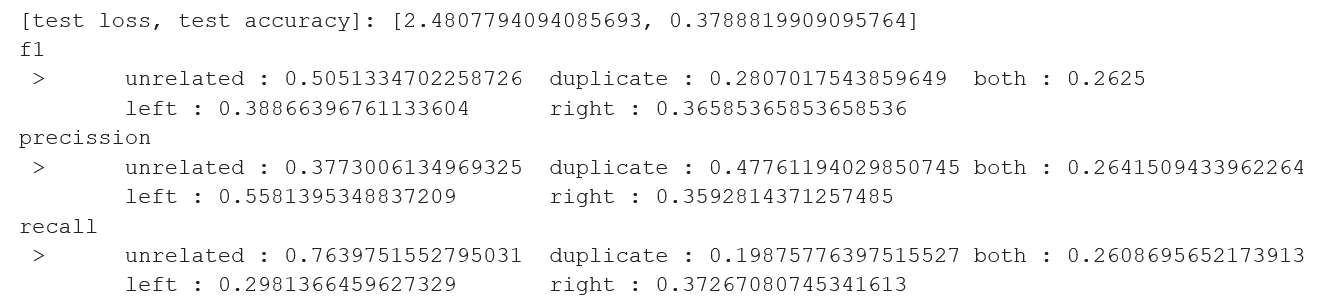 [test loss, test accuracy]: [2.4807794094085693, 0.3788819909095764]
f1
> unrelated : 0.5051334702258726 duplicate : 0.2807017543859649 both : 0.2625
left : 0.38866396761133604 right : 0.36585365853658536
precission
> unrelated : 0.3773006134969325 duplicate : 0.47761194029850745 both : 0.2641509433962264
left : 0.5581395348837209 right : 0.3592814371257485
recall
> unrelated : 0.7639751552795031 duplicate : 0.19875776397515527 both : 0.2608695652173913
left : 0.2981366459627329 right : 0.37267080745341613